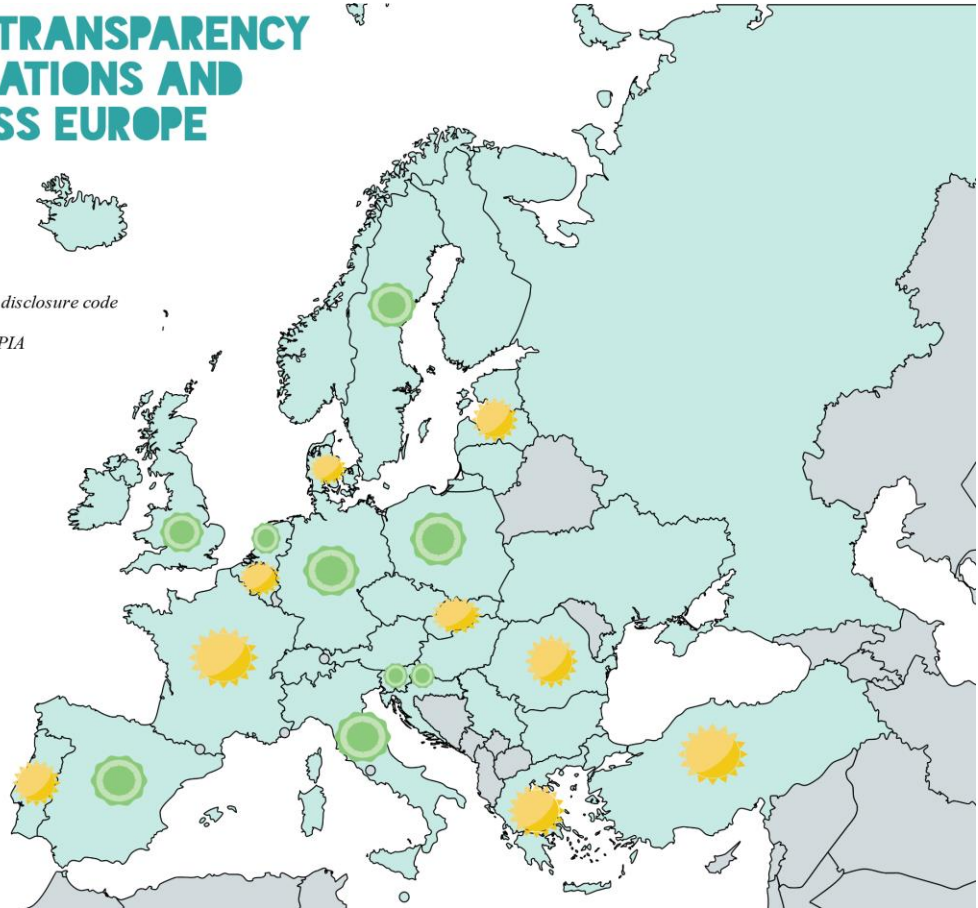 TRANSPARENCY
ATIONS AND
SS EUROPE
disclosure code
PIA